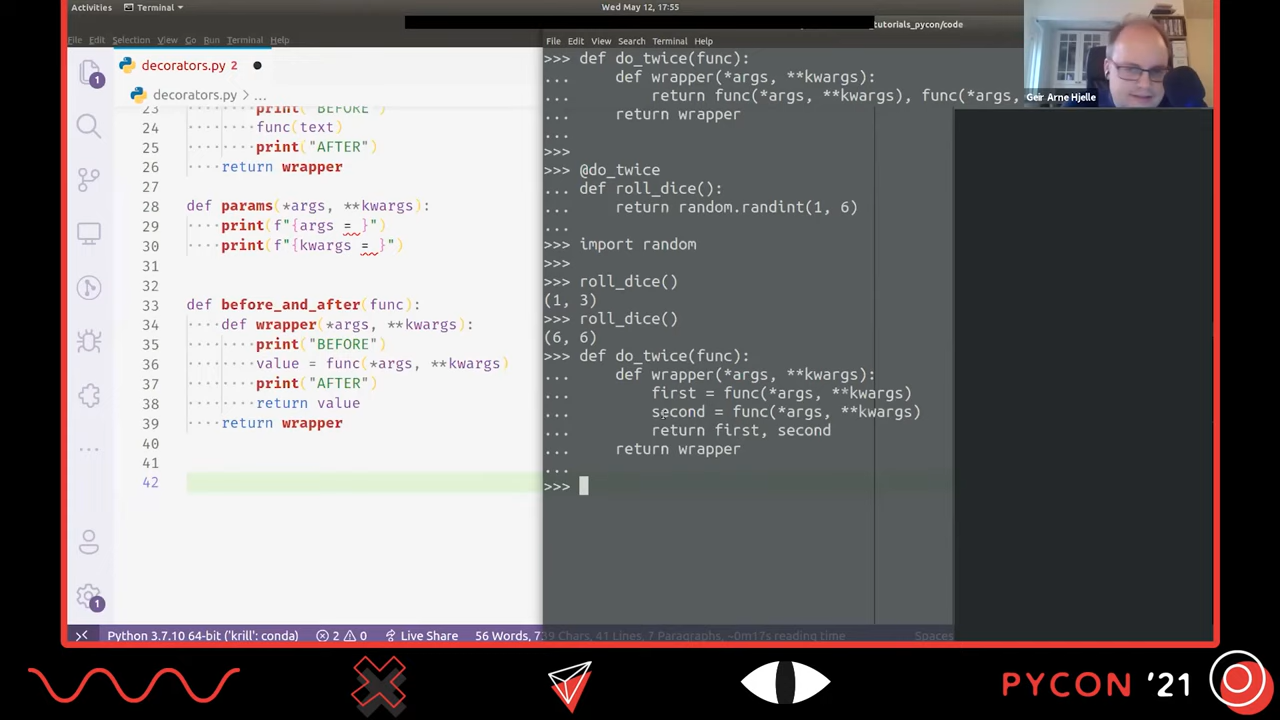 Activities
Terminal
Wed May 12, 17:55
_tutorials_pycon/code
File Edit Selection View Go Run Terminal Help
File Edit View Search Terminal Help
decorators.py 2
decorators.py > ...
23 print("BEFORE")
24 ········func(text)
25 ········print("AFTER")
26 ····return wrapper
27
28 def params(*args, **kwargs):
29 ····print(f"{args = }")
30 ····print(f"{kwargs = }")
31
32
33 def before_and_after(func):
34 ····def wrapper(*args, **kwargs):
35 ········print("BEFORE")
36 ········value = func(*args, **kwargs)
37 ········print("AFTER")
38 ········return value
39 ····return wrapper
40
41
42
>>> def do_twice(func):
...     def wrapper(*args, **kwargs):
...         return func(*args, **kwargs), func(*args,
...     return wrapper
...
>>>
>>> @do_twice
... def roll_dice():
...     return random.randint(1, 6)
...
>>> import random
>>>
>>> roll_dice()
(1, 3)
>>> roll_dice()
(6, 6)
>>> def do_twice(func):
...     def wrapper(*args, **kwargs):
...         first = func(*args, **kwargs)
...         second = func(*args, **kwargs)
...         return first, second
...     return wrapper
...
>>>
Geir Arne Hjelle
1
1
Python 3.7.10 64-bit ('krill': conda) 2 0 Live Share 56 Words, 739 Chars, 41 Lines, 7 Paragraphs, ~0m17s reading time Spaces
PYCON '21